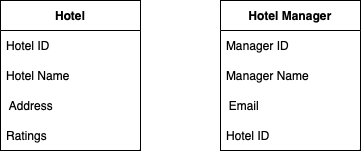 Hotel
Hotel ID
Hotel Name
Address
Ratings
Hotel Manager
Manager ID
Manager Name
Email
Hotel ID